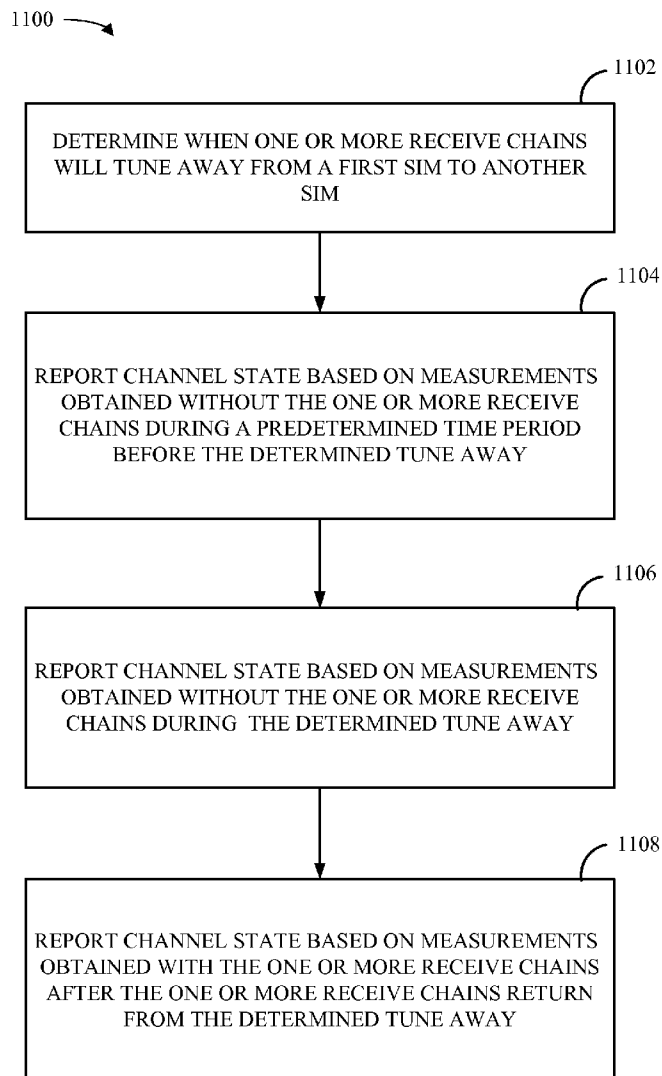 1100
1102
DETERMINE WHEN ONE OR MORE RECEIVE CHAINS
WILL TUNE AWAY FROM A FIRST SIM TO ANOTHER
SIM
1104
REPORT CHANNEL STATE BASED ON MEASUREMENTS
OBTAINED WITHOUT THE ONE OR MORE RECEIVE
CHAINS DURING A PREDETERMINED TIME PERIOD
BEFORE THE DETERMINED TUNE AWAY
1106
REPORT CHANNEL STATE BASED ON MEASUREMENTS
OBTAINED WITHOUT THE ONE OR MORE RECEIVE
CHAINS DURING THE DETERMINED TUNE AWAY
1108
REPORT CHANNEL STATE BASED ON MEASUREMENTS
OBTAINED WITH THE ONE OR MORE RECEIVE CHAINS
AFTER THE ONE OR MORE RECEIVE CHAINS RETURN
FROM THE DETERMINED TUNE AWAY